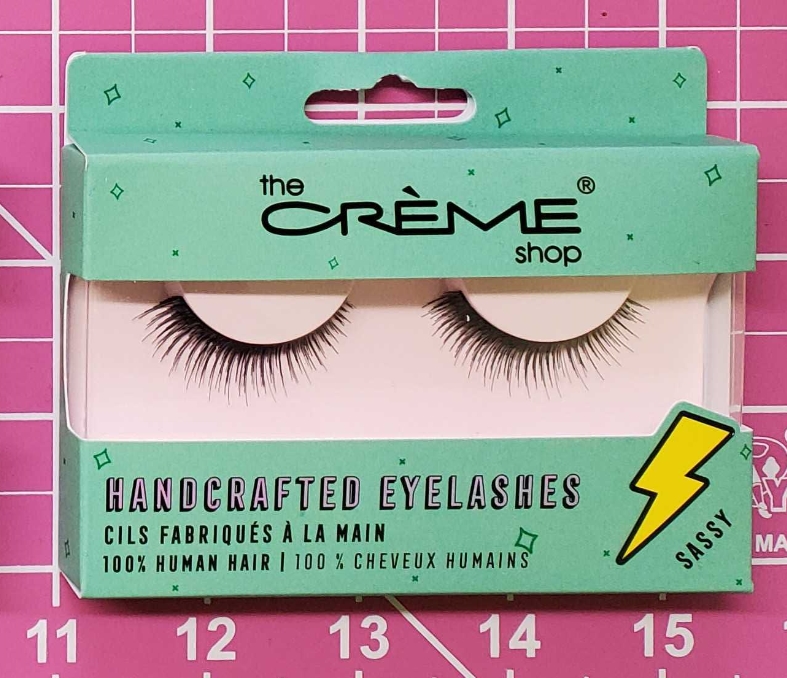 the
CRÈME®
shop
HANDCRAFTED EYELASHES
CILS FABRIQUÉS À LA MAIN
100% HUMAN HAIR | 100 % CHEVEUX HUMAINS
SASSY
MA
11 12 13 14 15